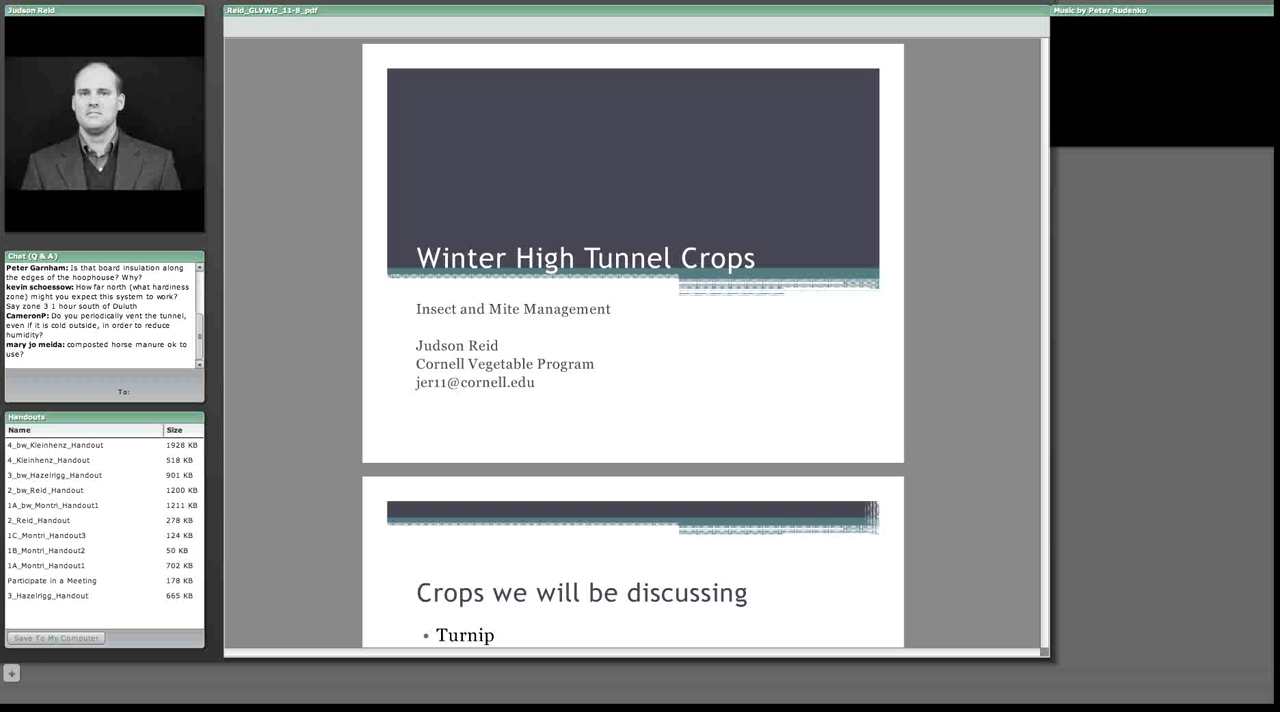 Judson Reid
Reid_GLVWG_11-8_pdf
Music by Peter Rudenko
Chat (Q & A)
Peter Garnham: Is that board insulation along
the edges of the hoophouse? Why?
kevin schoessow: How far north (what hardiness
zone) might you expect this system to work?
Say zone 3 1 hour south of Duluth
CameronP: Do you periodically vent the tunnel,
even if it is cold outside, in order to reduce
humidity?
mary jo meida: composted horse manure ok to
use?
To:
Handouts
Name Size
4_bw_Kleinhenz_Handout 1928 KB
4_Kleinhenz_Handout 518 KB
3_bw_Hazelrigg_Handout 901 KB
2_bw_Reid_Handout 1200 KB
1A_bw_Montri_Handout1 1211 KB
2_Reid_Handout 278 KB
1C_Montri_Handout3 124 KB
1B_Montri_Handout2 50 KB
1A_Montri_Handout1 702 KB
Participate in a Meeting 178 KB
3_Hazelrigg_Handout 665 KB
Save To My Computer
Winter High Tunnel Crops
Insect and Mite Management
Judson Reid
Cornell Vegetable Program
jer11@cornell.edu
Crops we will be discussing
• Turnip